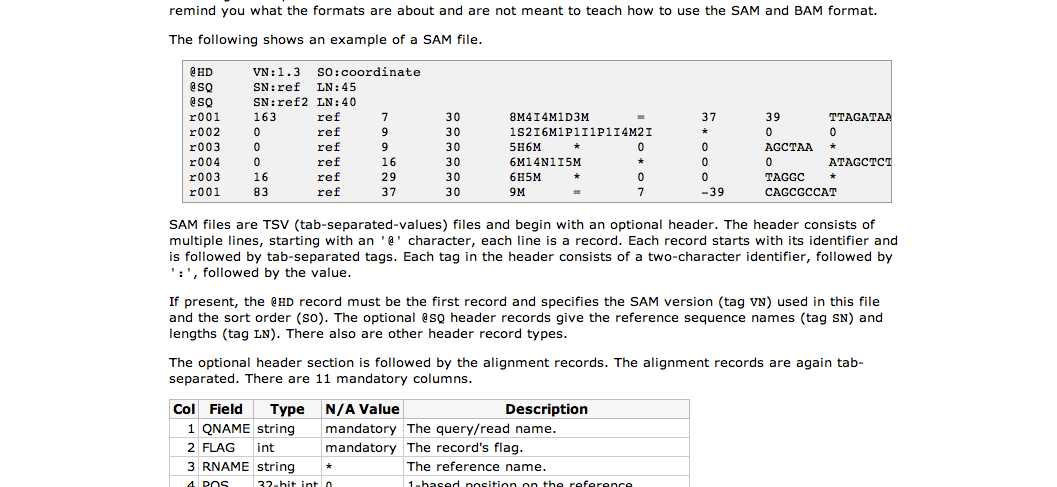 remind you what the formats are about and are not meant to teach how to use the SAM and BAM format.
The following shows an example of a SAM file.
@HD VN:1.3 SO:coordinate
@SQ SN:ref LN:45
@SQ SN:ref2 LN:40
r001 163 ref 7 30 8M4I4M1D3M = 37 39 TTAGATAA
r002 0 ref 9 30 1S2I6M1P1I1P1I4M2I * 0 0
r003 0 ref 9 30 5H6M * 0 0 AGCTAA *
r004 0 ref 16 30 6M14N1I5M * 0 0 ATAGCTCT
r003 16 ref 29 30 6H5M * 0 0 TAGGC *
r001 83 ref 37 30 9M = 7 -39 CAGCGCCAT
SAM files are TSV (tab-separated-values) files and begin with an optional header. The header consists of
multiple lines, starting with an '@' character, each line is a record. Each record starts with its identifier and
is followed by tab-separated tags. Each tag in the header consists of a two-character identifier, followed by
':', followed by the value.
If present, the @HD record must be the first record and specifies the SAM version (tag VN) used in this file
and the sort order (SO). The optional @SQ header records give the reference sequence names (tag SN) and
lengths (tag LN). There also are other header record types.
The optional header section is followed by the alignment records. The alignment records are again tab-
separated. There are 11 mandatory columns.
Col Field Type N/A Value Description
1 QNAME string mandatory The query/read name.
2 FLAG int mandatory The record's flag.
3 RNAME string * The reference name.
4 POS 32-bit int 0 1-based position on the reference